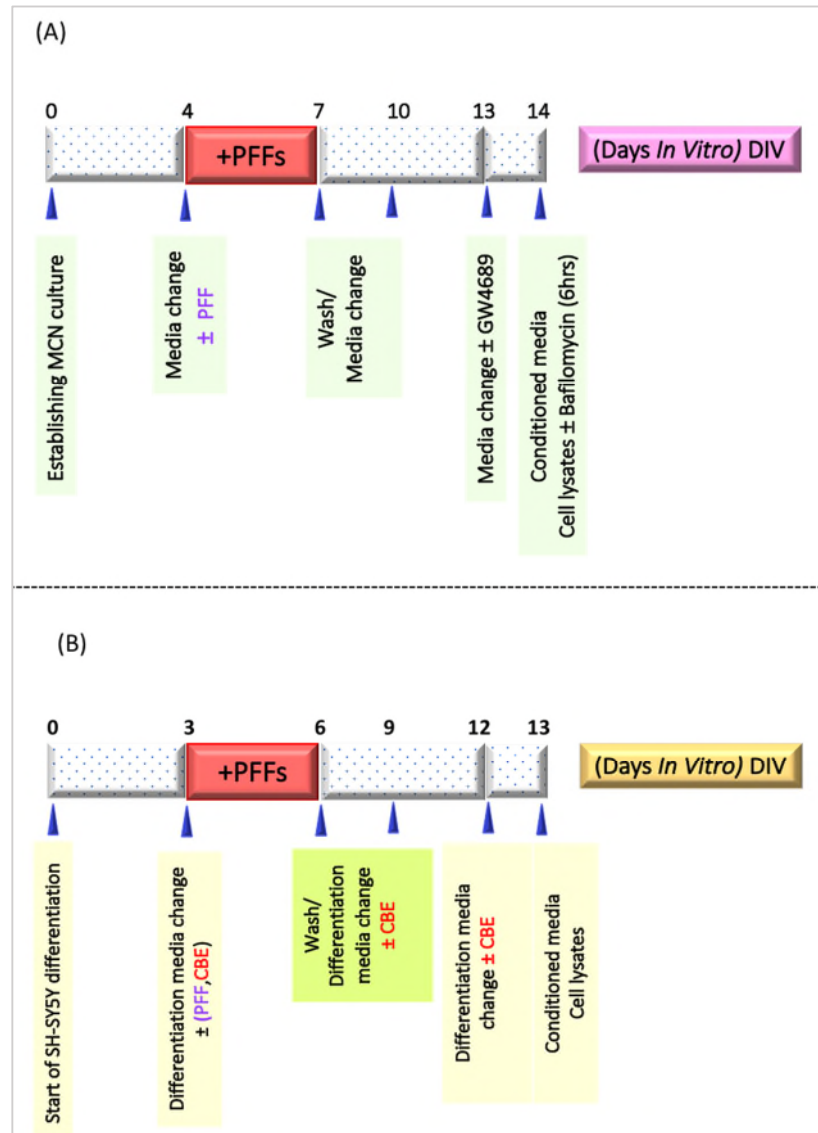 (A)
0 4 7 10 13 14
+PFFs
(Days In Vitro) DIV
Establishing MCN culture
Media change
± PFF
Wash/
Media change
Media change ± GW4689
Conditioned media
Cell lysates ± Bafilomycin (6hrs)
(B)
0 3 6 9 12 13
+PFFs
(Days In Vitro) DIV
Start of SH-SY5Y differentiation
Differentiation media change
± (PFF,CBE)
Wash/
Differentiation
media change
± CBE
Differentiation media
change ± CBE
Conditioned media
Cell lysates